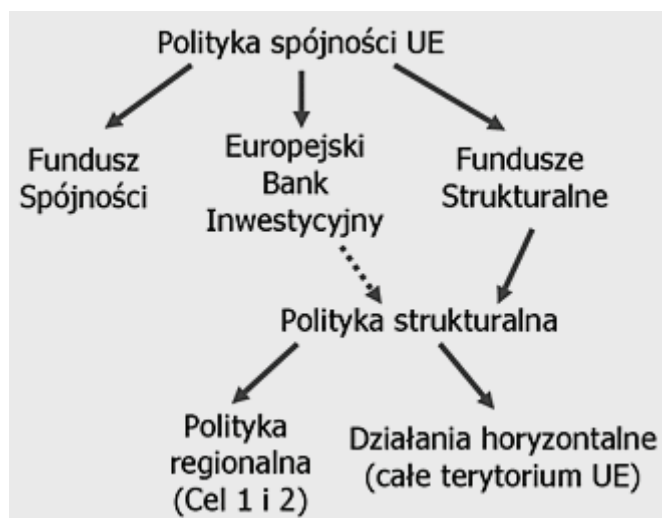 Polityka spójności UE
Fundusz
Spójności
Europejski
Bank
Inwestycyjny
Fundusze
Strukturalne
Polityka strukturalna
Polityka
regionalna
(Cel 1 i 2)
Działania horyzontalne
(całe terytorium UE)